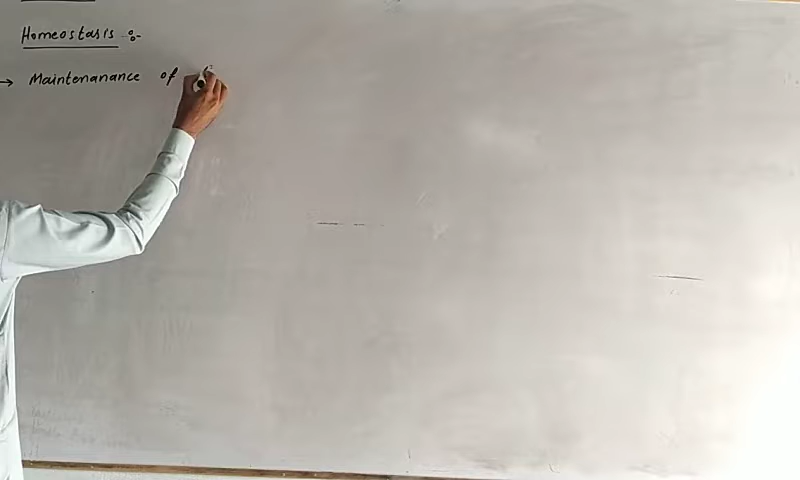 Homeostasis :-
→ Maintenanance of